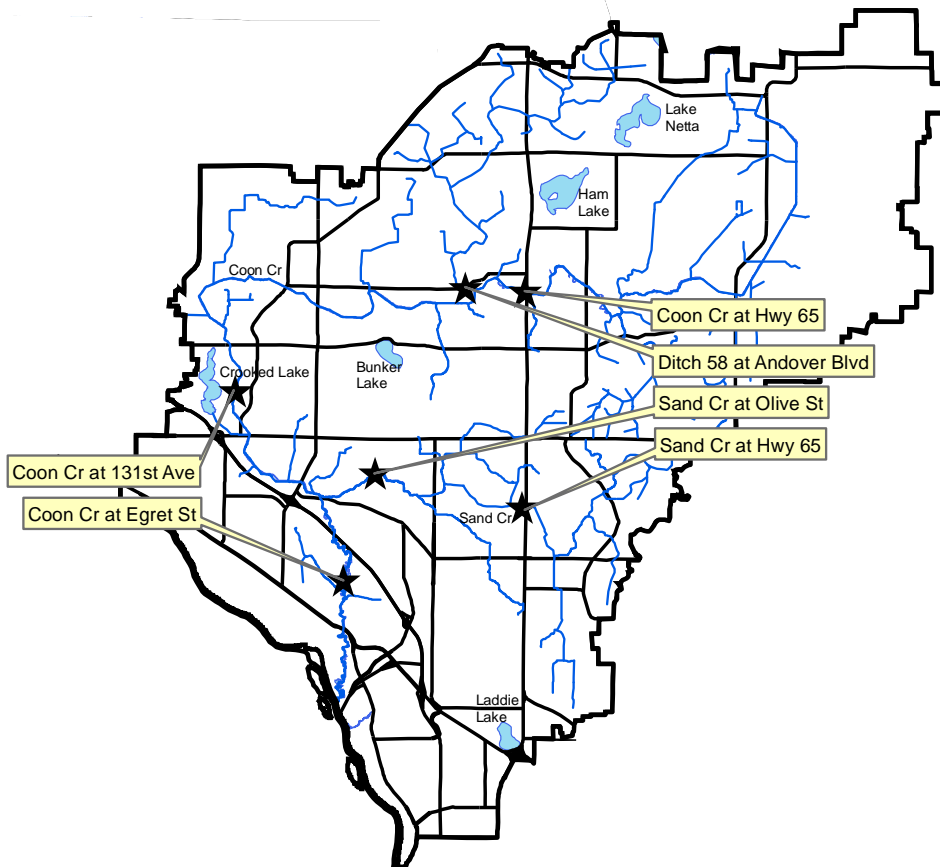 Lake
Netta
Ham
Lake
Coon Cr
Coon Cr at Hwy 65
Ditch 58 at Andover Blvd
Crooked Lake
Bunker
Lake
Sand Cr at Olive St
Sand Cr at Hwy 65
Coon Cr at 131st Ave
Coon Cr at Egret St
Sand Cr
Laddie
Lake